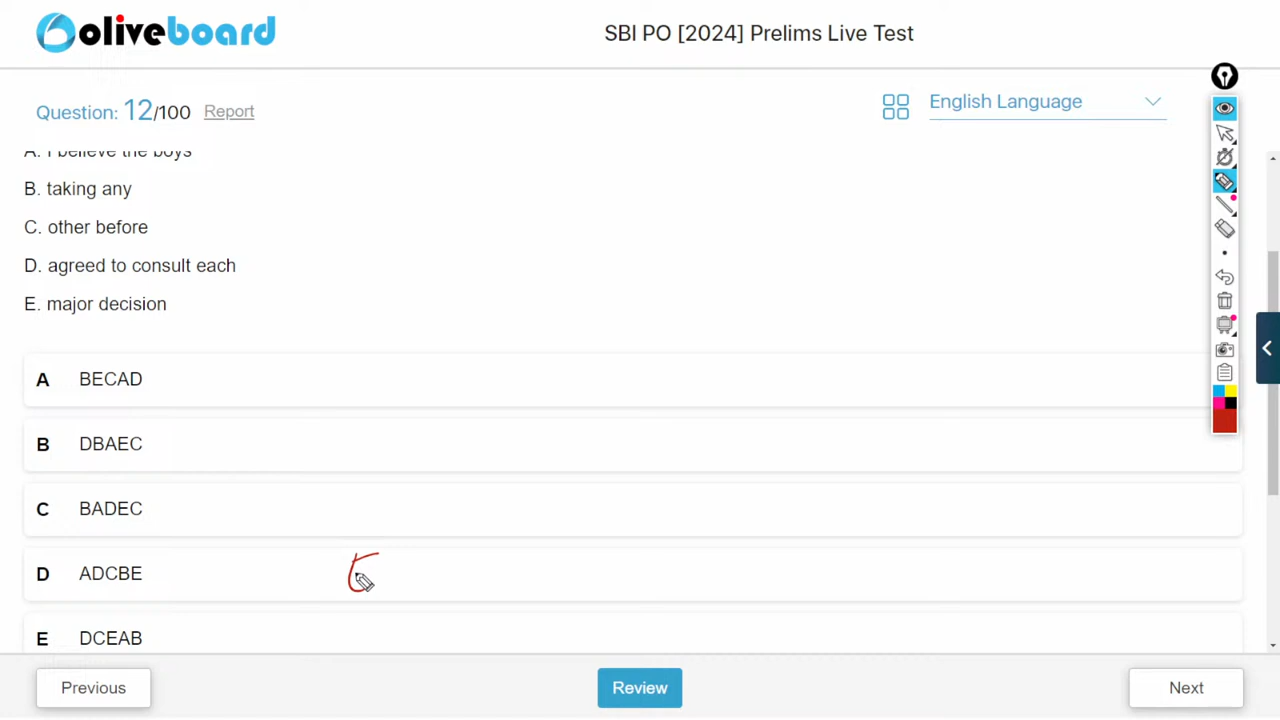 oliveboard
SBI PO [2024] Prelims Live Test
Question: 12/100 Report
English Language
A. I believe the boys
B. taking any
C. other before
D. agreed to consult each
E. major decision
A BECAD
B DBAEC
C BADEC
D ADCBE
E DCEAB
Previous
Review
Next